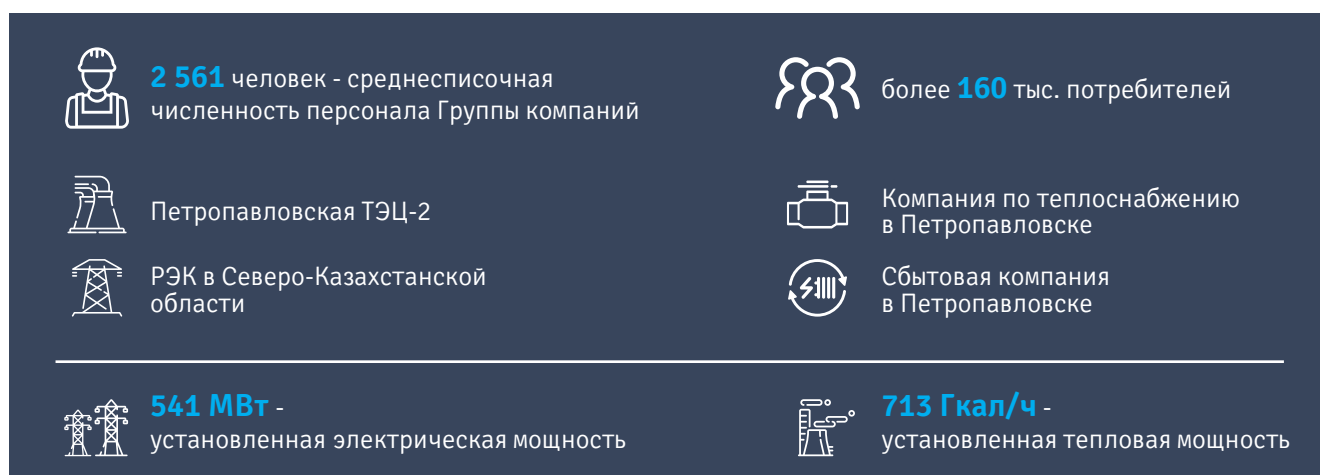 2 561 человек - среднесписочная
численность персонала Группы компаний
более 160 тыс. потребителей
Петропавловская ТЭЦ-2
Компания по теплоснабжению
в Петропавловске
РЭК в Северо-Казахстанской
области
Сбытовая компания
в Петропавловске
541 МВт -
установленная электрическая мощность
713 Гкал/ч -
установленная тепловая мощность